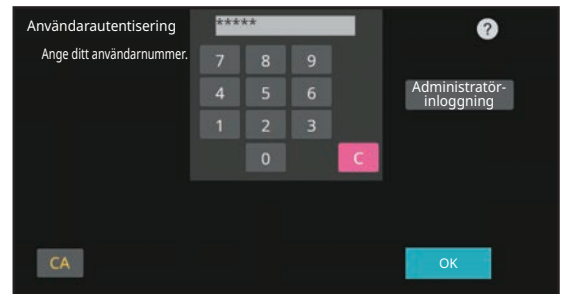 Användarautentisering
*****
?
Ange ditt användarnummer.
7 8 9
4 5 6
1 2 3
0 C
Administratör-
inloggning
CA
OK